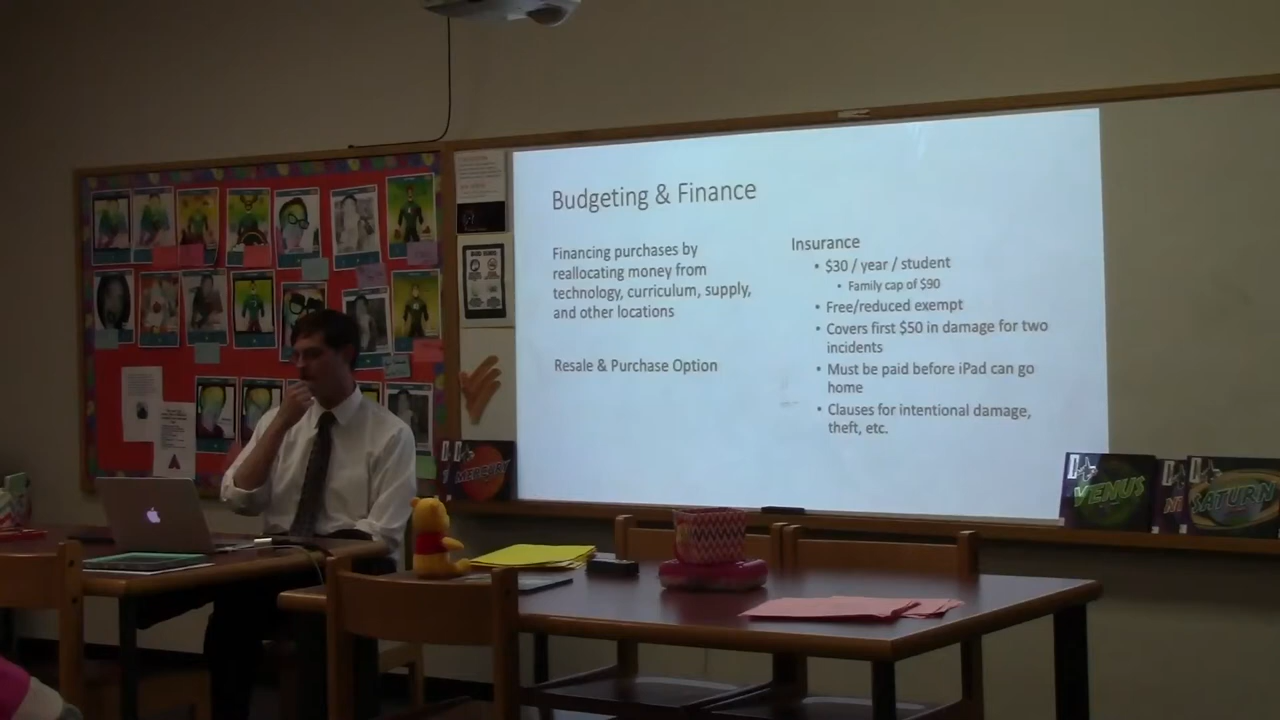 Budgeting & Finance
Financing purchases by
reallocating money from
technology, curriculum, supply,
and other locations
Resale & Purchase Option
Insurance
• $30 / year / student
• Family cap of $90
• Free/reduced exempt
• Covers first $50 in damage for two
incidents
• Must be paid before iPad can go
home
• Clauses for intentional damage,
theft, etc.
MERCURY
VENUS
SATURN